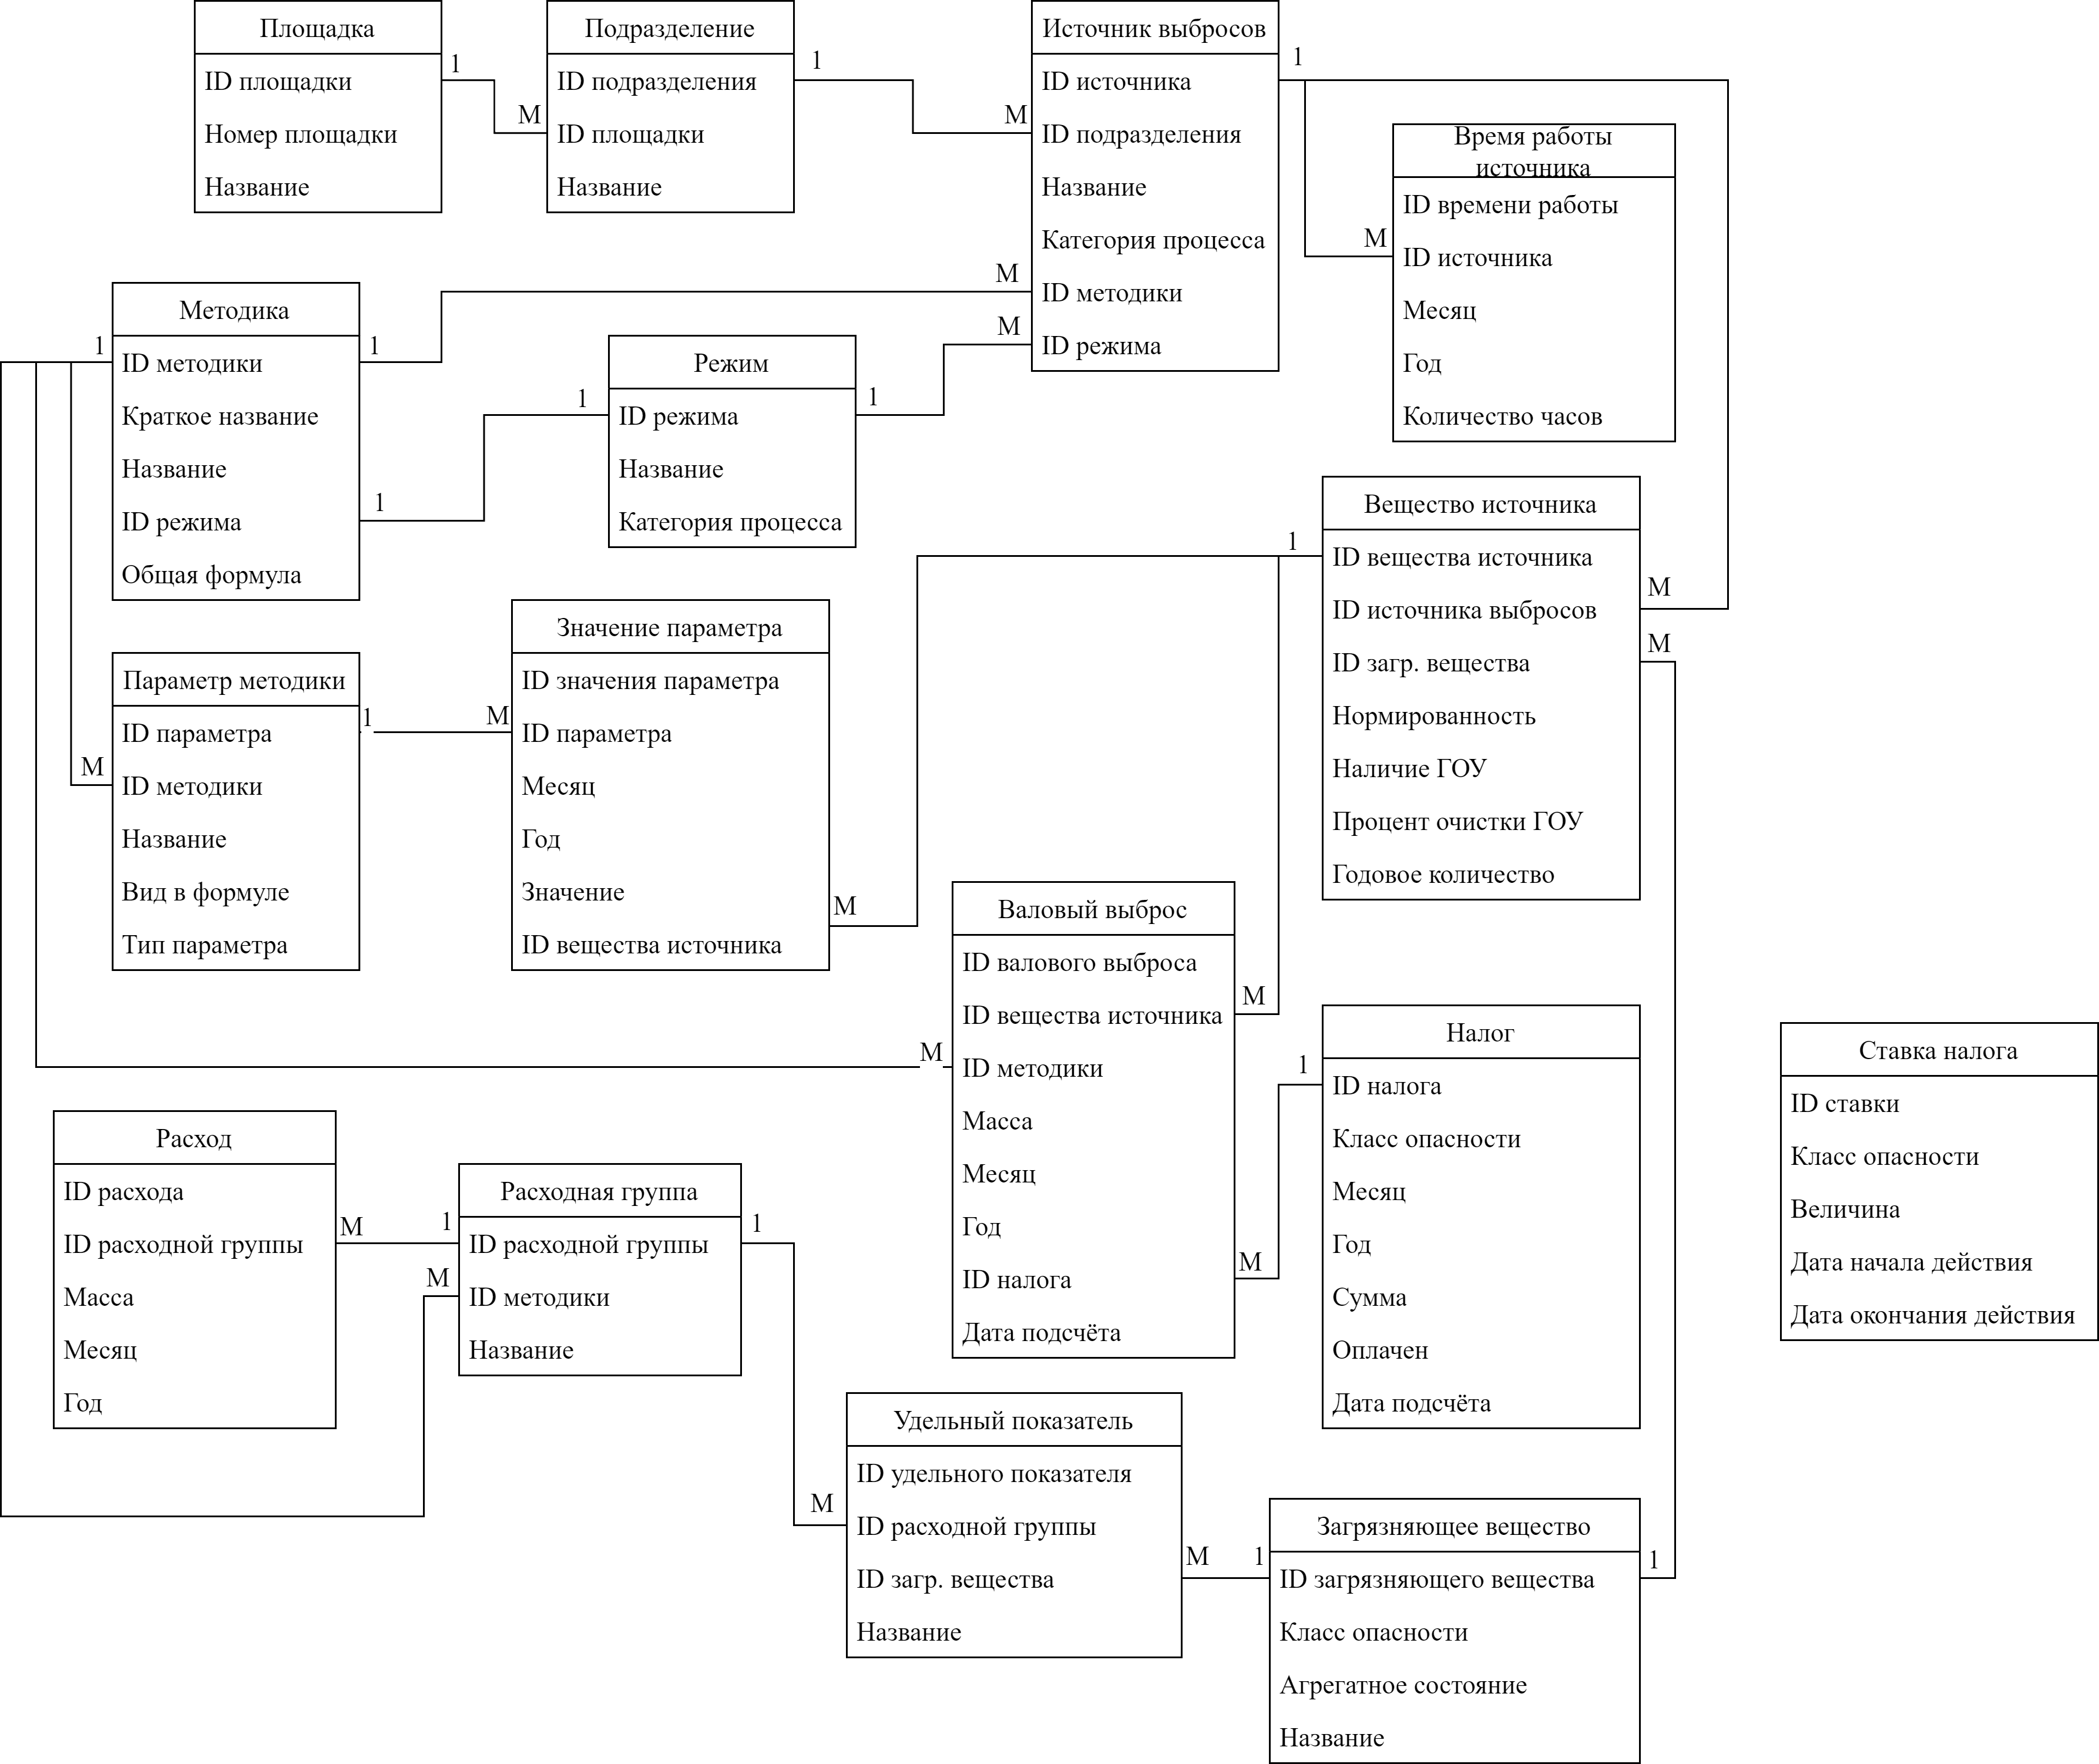 Площадка
ID площадки
Номер площадки
Название
1
М
Подразделение
ID подразделения
ID площадки
Название
1
М
Источник выбросов
ID источника
ID подразделения
Название
Категория процесса
ID методики
ID режима
1
М
М
М
Время работы
источника
ID времени работы
ID источника
Месяц
Год
Количество часов
Методика
ID методики
Краткое название
Название
ID режима
Общая формула
1
1
1
Режим
ID режима
Название
Категория процесса
1
1
Вещество источника
ID вещества источника
ID источника выбросов
ID загр. вещества
Нормированность
Наличие ГОУ
Процент очистки ГОУ
Годовое количество
1
М
М
Параметр методики
ID параметра
ID методики
Название
Вид в формуле
Тип параметра
1
М
М
Значение параметра
ID значения параметра
ID параметра
Месяц
Год
Значение
ID вещества источника
М
Валовый выброс
ID валового выброса
ID вещества источника
ID методики
Масса
Месяц
Год
ID налога
Дата подсчёта
М
М
М
Налог
ID налога
Класс опасности
Месяц
Год
Сумма
Оплачен
Дата подсчёта
1
Ставка налога
ID ставки
Класс опасности
Величина
Дата начала действия
Дата окончания действия
Расход
ID расхода
ID расходной группы
Масса
Месяц
Год
М
1
М
Расходная группа
ID расходной группы
ID методики
Название
1
М
Удельный показатель
ID удельного показателя
ID расходной группы
ID загр. вещества
Название
М
1
Загрязняющее вещество
ID загрязняющего вещества
Класс опасности
Агрегатное состояние
Название
1